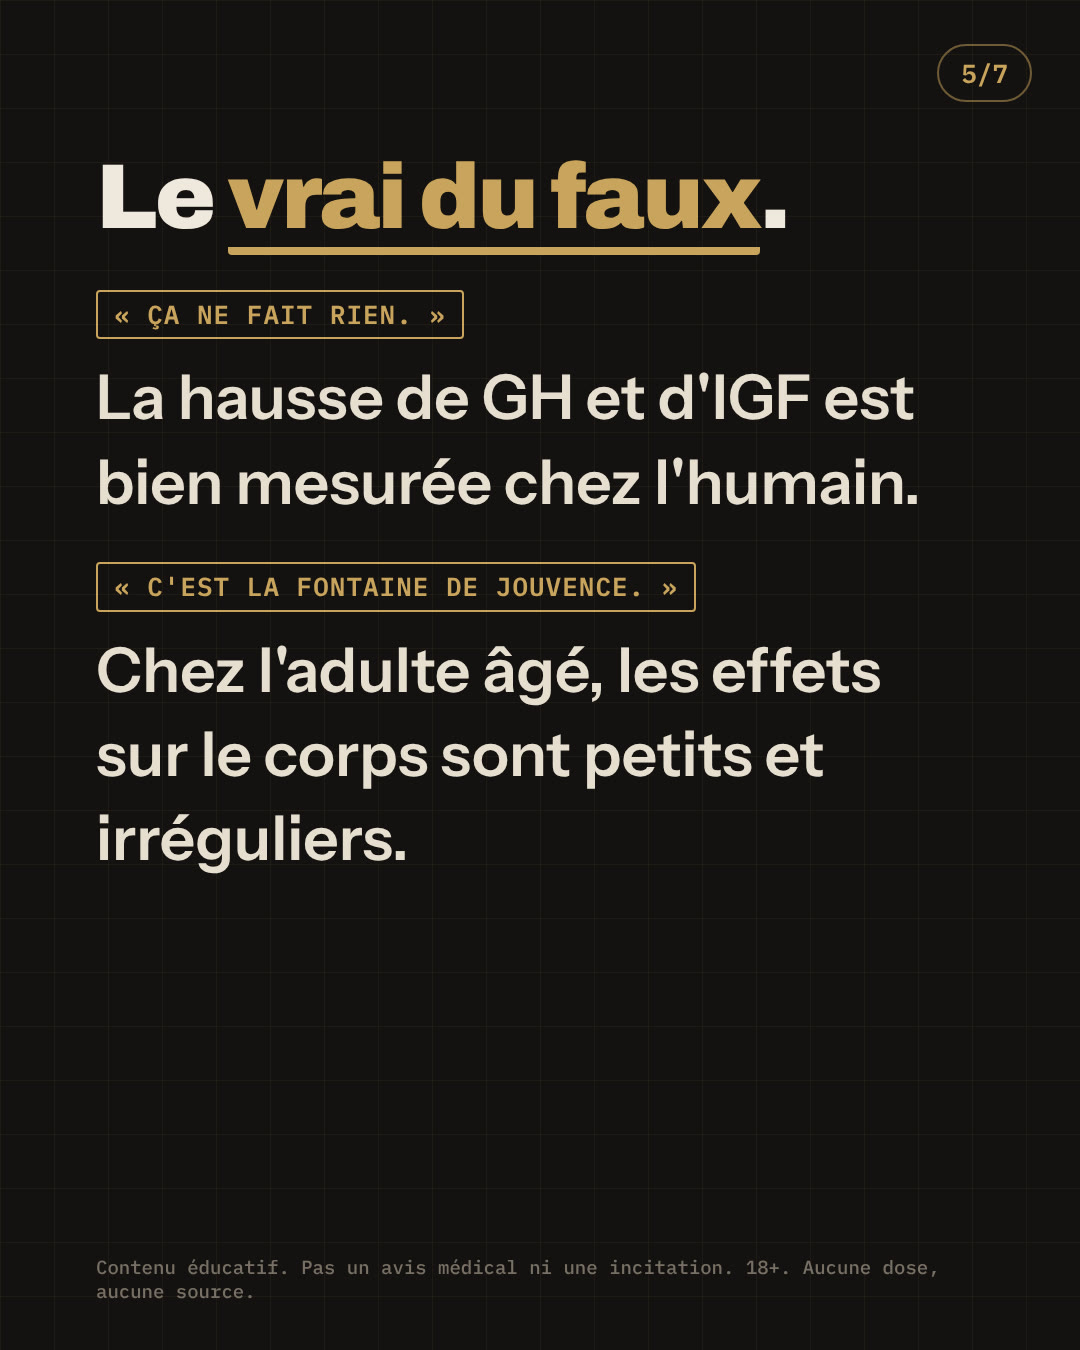 5/7
Le vrai du faux.
« ÇA NE FAIT RIEN. »
La hausse de GH et d'IGF est
bien mesurée chez l'humain.
« C'EST LA FONTAINE DE JOUVENCE. »
Chez l'adulte âgé, les effets
sur le corps sont petits et
irréguliers.
Contenu éducatif. Pas un avis médical ni une incitation. 18+. Aucune dose,
aucune source.